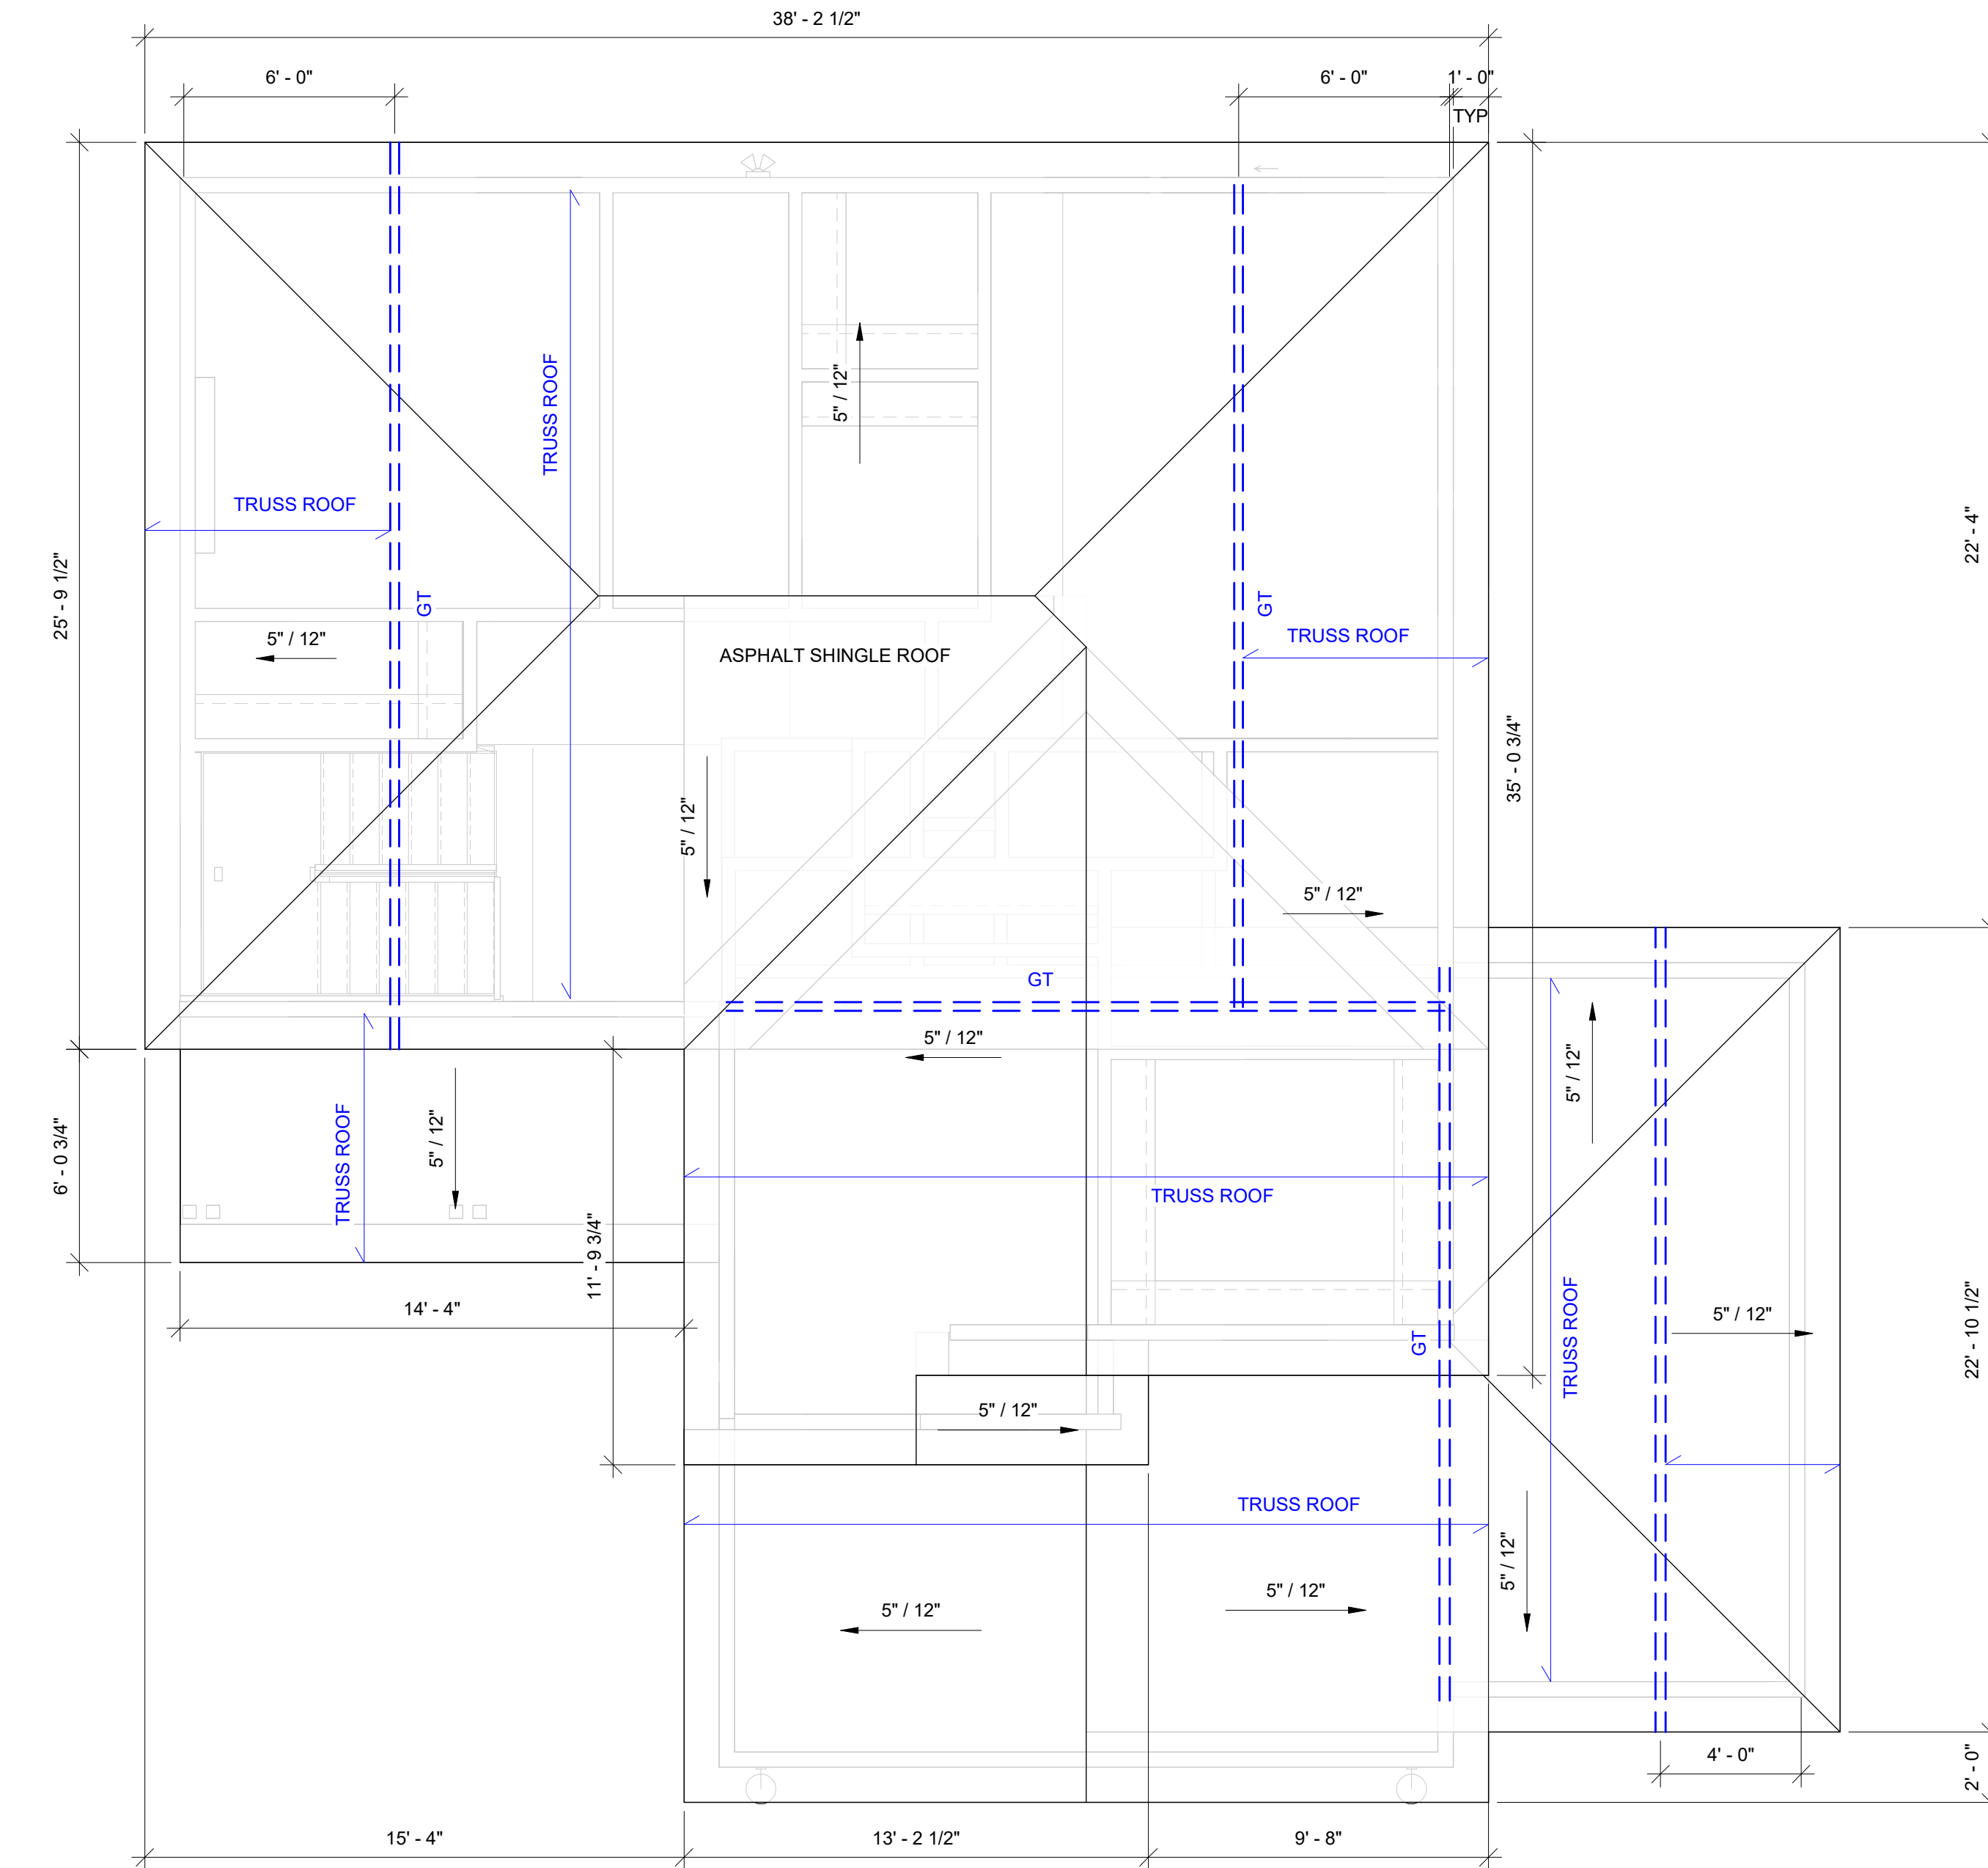 38' - 2 1/2"
6' - 0"
6' - 0"
1' - 0"
TYP
22' - 4"
TRUSS ROOF
5" / 12"
TRUSS ROOF
25' - 9 1/2"
GT
GT
5" / 12"
TRUSS ROOF
ASPHALT SHINGLE ROOF
35' - 0 3/4"
5" / 12"
5" / 12"
GT
5" / 12"
5" / 12"
6' - 0 3/4"
TRUSS ROOF
5" / 12"
TRUSS ROOF
11' - 9 3/4"
14' - 4"
5" / 12"
GT
TRUSS ROOF
22' - 10 1/2"
5" / 12"
TRUSS ROOF
5" / 12"
5" / 12"
5" / 12"
4' - 0"
2' - 0"
15' - 4"
13' - 2 1/2"
9' - 8"